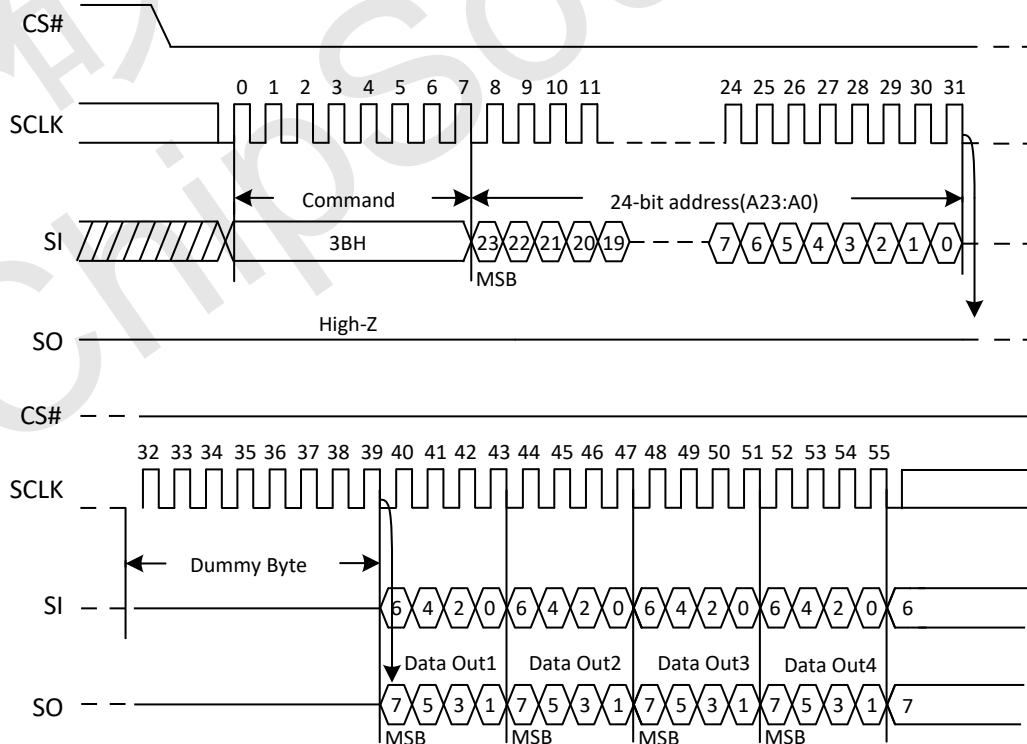 CS#
0 1 2 3 4 5 6 7 8 9 10 11 24 25 26 27 28 29 30 31
SCLK
Command 24-bit address(A23:A0)
SI 3BH 23 22 21 20 19 7 6 5 4 3 2 1 0
MSB
High-Z
SO
CS#
32 33 34 35 36 37 38 39 40 41 42 43 44 45 46 47 48 49 50 51 52 53 54 55
SCLK
Dummy Byte
SI 6 4 2 0 6 4 2 0 6 4 2 0 6 4 2 0 6
Data Out1 Data Out2 Data Out3 Data Out4
SO 7 5 3 1 7 5 3 1 7 5 3 1 7 5 3 1 7
MSB MSB MSB MSB